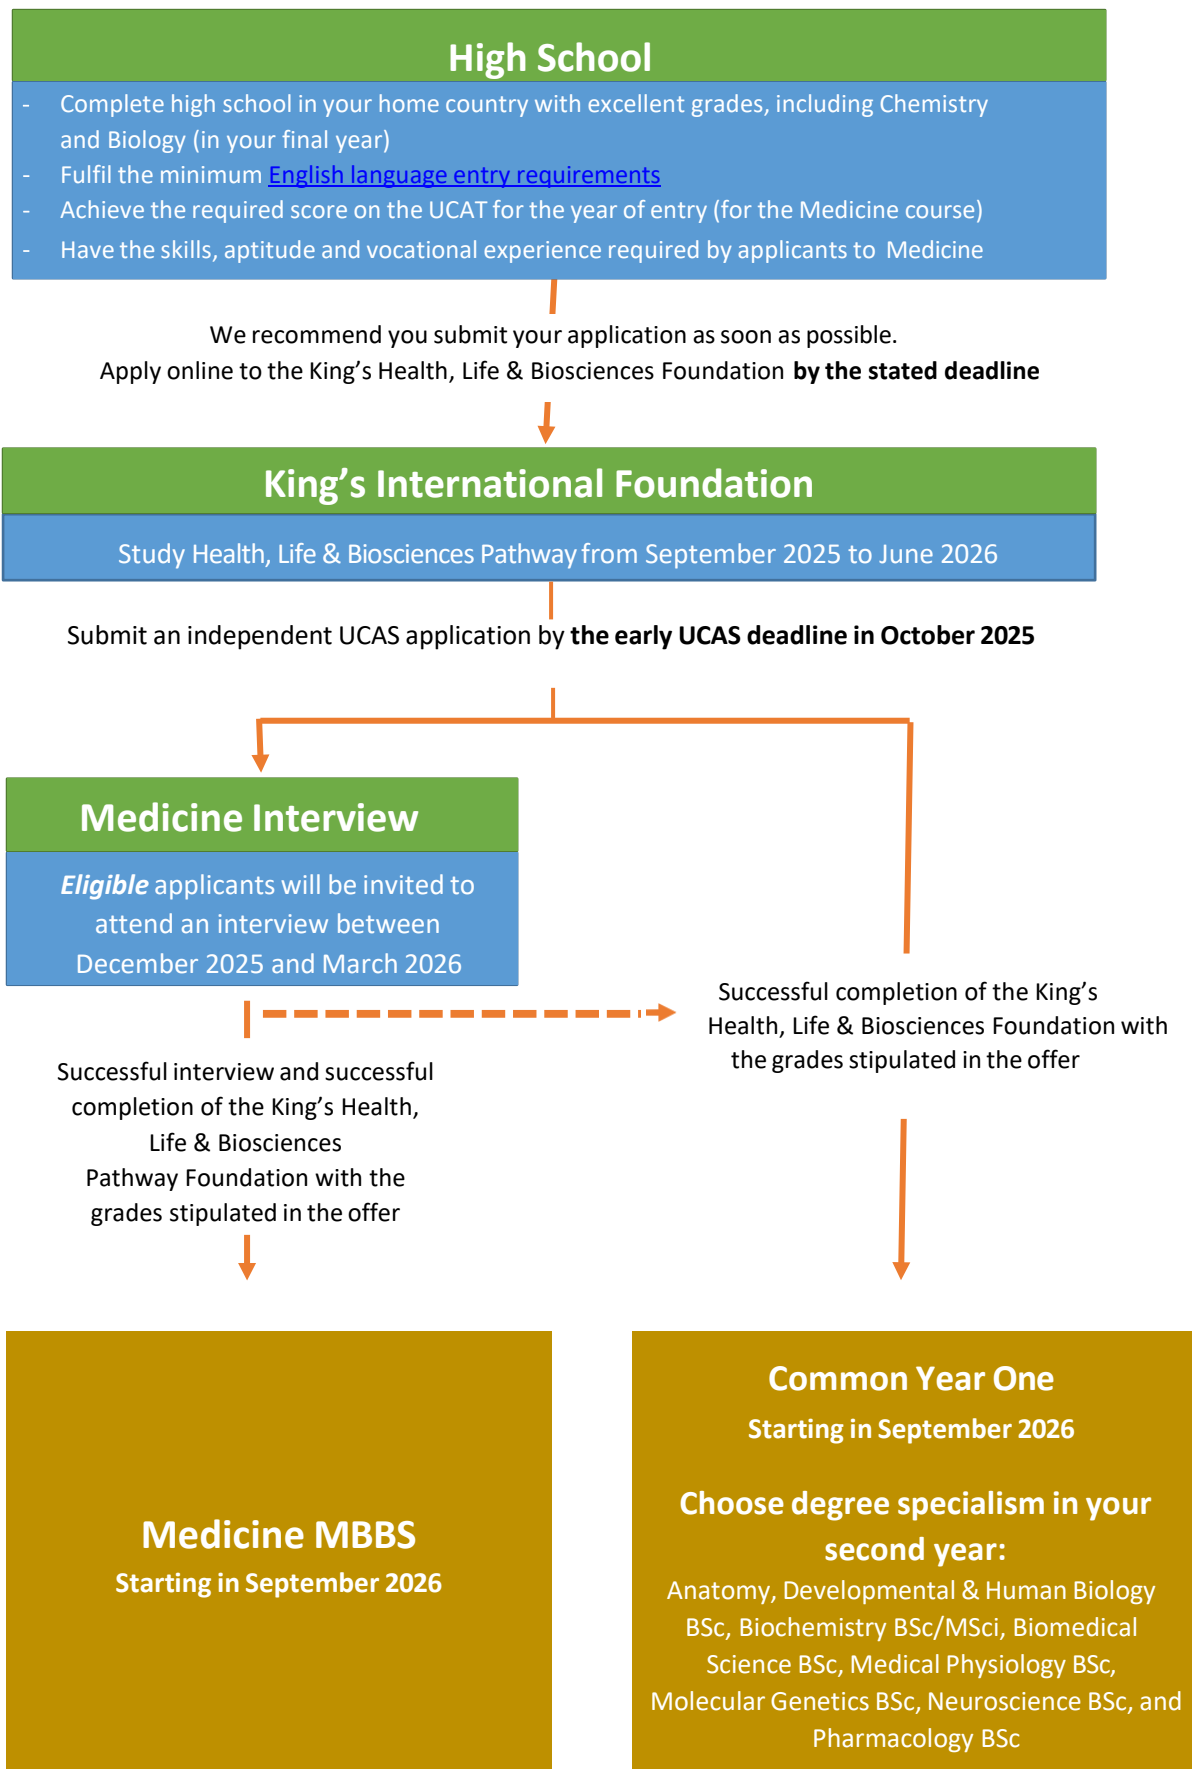 High School
- Complete high school in your home country with excellent grades, including Chemistry
and Biology (in your final year)
- Fulfil the minimum English language entry requirements
- Achieve the required score on the UCAT for the year of entry (for the Medicine course)
- Have the skills, aptitude and vocational experience required by applicants to Medicine
We recommend you submit your application as soon as possible.
Apply online to the King's Health, Life & Biosciences Foundation by the stated deadline
King's International Foundation
Study Health, Life & Biosciences Pathway from September 2025 to June 2026
Submit an independent UCAS application by the early UCAS deadline in October 2025
Medicine Interview
Eligible applicants will be invited to
attend an interview between
December 2025 and March 2026
Successful interview and successful
completion of the King's Health,
Life & Biosciences
Pathway Foundation with the
grades stipulated in the offer
Successful completion of the King's
Health, Life & Biosciences Foundation with
the grades stipulated in the offer
Medicine MBBS
Starting in September 2026
Common Year One
Starting in September 2026
Choose degree specialism in your
second year:
Anatomy, Developmental & Human Biology
BSc, Biochemistry BSc/MSci, Biomedical
Science BSc, Medical Physiology BSc,
Molecular Genetics BSc, Neuroscience BSc, and
Pharmacology BSc